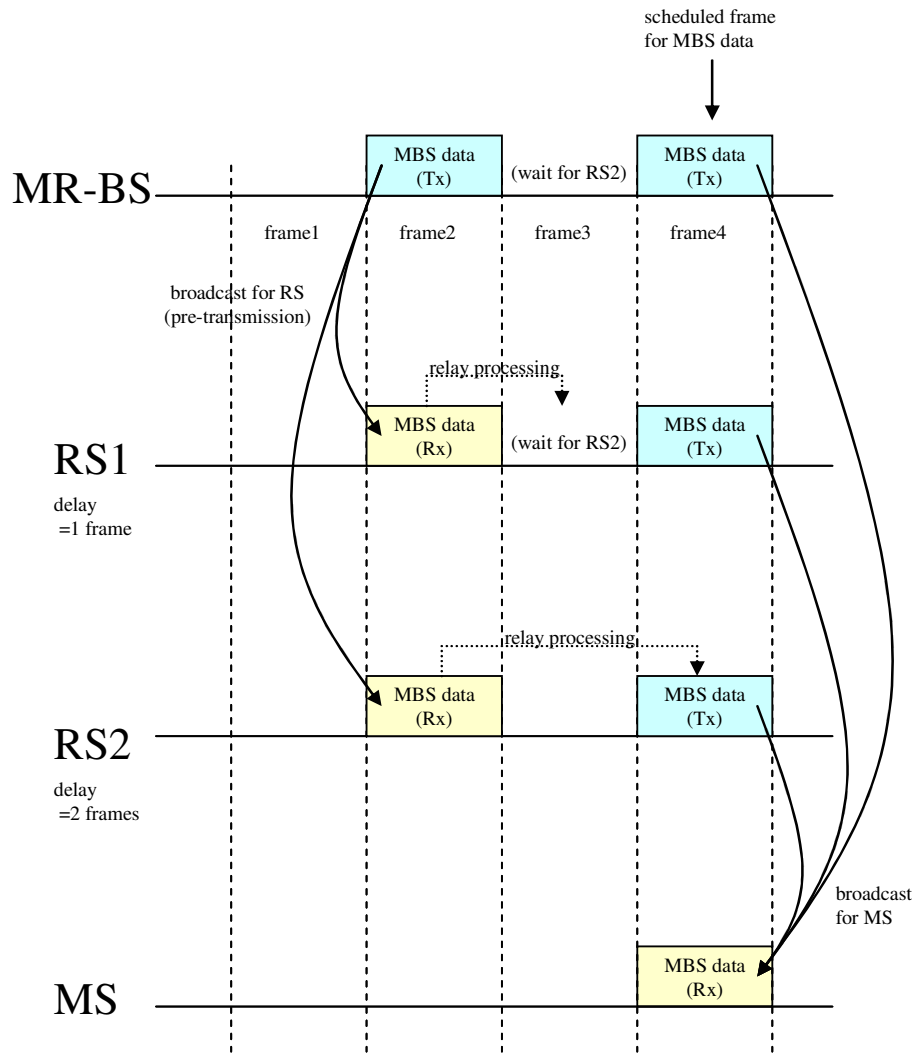 scheduled frame
for MBS data
MR-BS
MBS data
(Tx)
(wait for RS2)
MBS data
(Tx)
frame1
frame2
frame3
frame4
broadcast for RS
(pre-transmission)
relay processing
RS1
MBS data
(Rx)
(wait for RS2)
MBS data
(Tx)
delay
=1 frame
relay processing
RS2
MBS data
(Rx)
MBS data
(Tx)
delay
=2 frames
broadcast
for MS
MS
MBS data
(Rx)